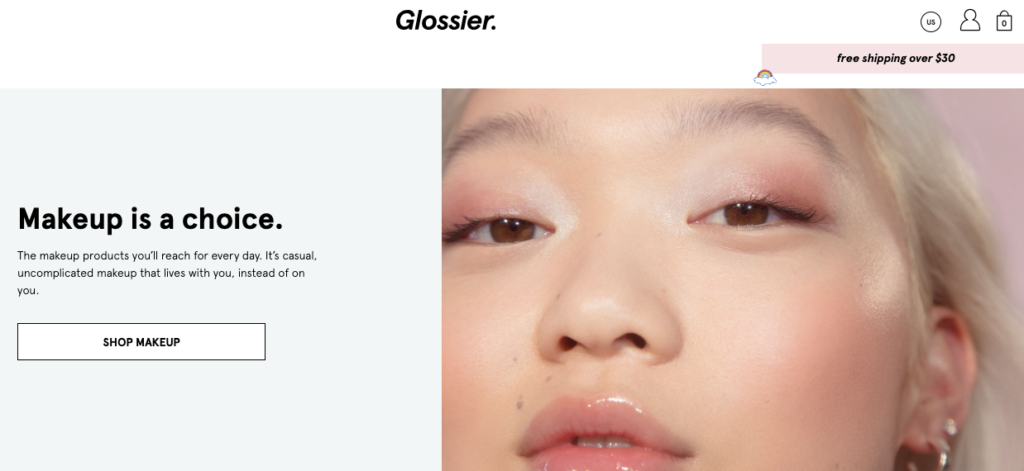 Glossier.
US
0
free shipping over $30
Makeup is a choice.
The makeup products you'll reach for every day. It's casual,
uncomplicated makeup that lives with you, instead of on
you.
SHOP MAKEUP